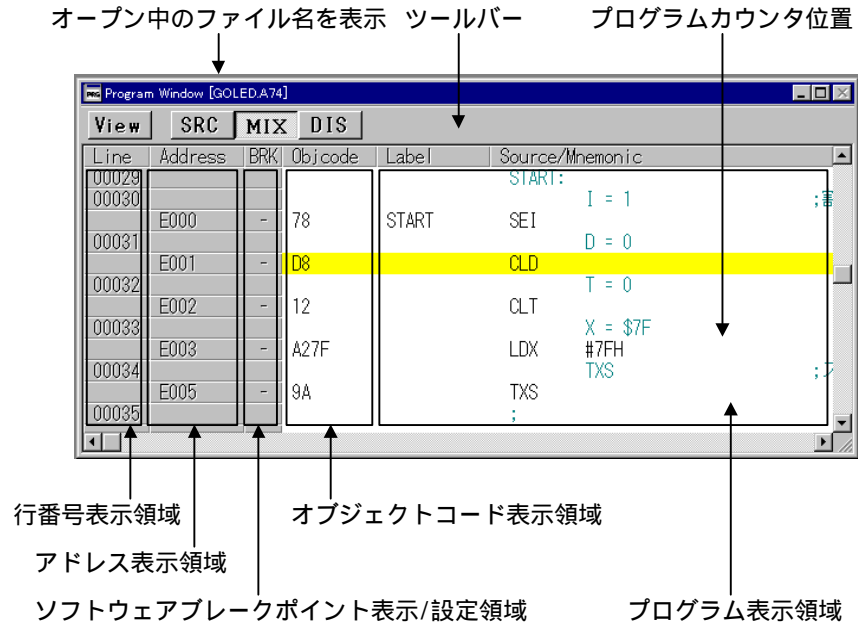 オープン中のファイル名を表示 ツールバー プログラムカウンタ位置
Program Window [GOLED.A74]
View SRC MIX DIS
Line Address BRK Objcode Label Source/Mnemonic
00029 START:
00030 I = 1 ;割
E000 - 78 START SEI
00031 D = 0
E001 - D8 CLD
00032 T = 0
E002 - 12 CLT
00033 X = $7F
E003 - A27F LDX #7FH
00034 TXS ;
E005 - 9A TXS
00035 ;
行番号表示領域 オブジェクトコード表示領域
アドレス表示領域
ソフトウェアブレークポイント表示/設定領域 プログラム表示領域